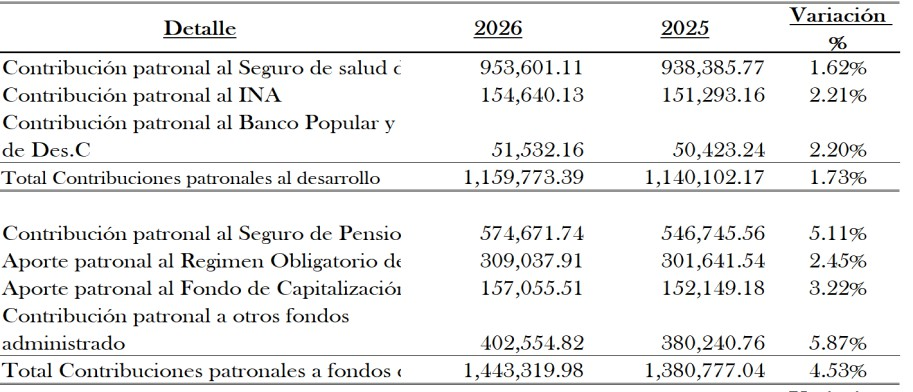 Detalle 2026 2025 Variación
%
Contribución patronal al Seguro de salud d 953,601.11 938,385.77 1.62%
Contribución patronal al INA 154,640.13 151,293.16 2.21%
Contribución patronal al Banco Popular y
de Des.C 51,532.16 50,423.24 2.20%
Total Contribuciones patronales al desarrollo 1,159,773.39 1,140,102.17 1.73%
Contribución patronal al Seguro de Pensio 574,671.74 546,745.56 5.11%
Aporte patronal al Regimen Obligatorio de 309,037.91 301,641.54 2.45%
Aporte patronal al Fondo de Capitalización 157,055.51 152,149.18 3.22%
Contribución patronal a otros fondos
administrado 402,554.82 380,240.76 5.87%
Total Contribuciones patronales a fondos 1,443,319.98 1,380,777.04 4.53%